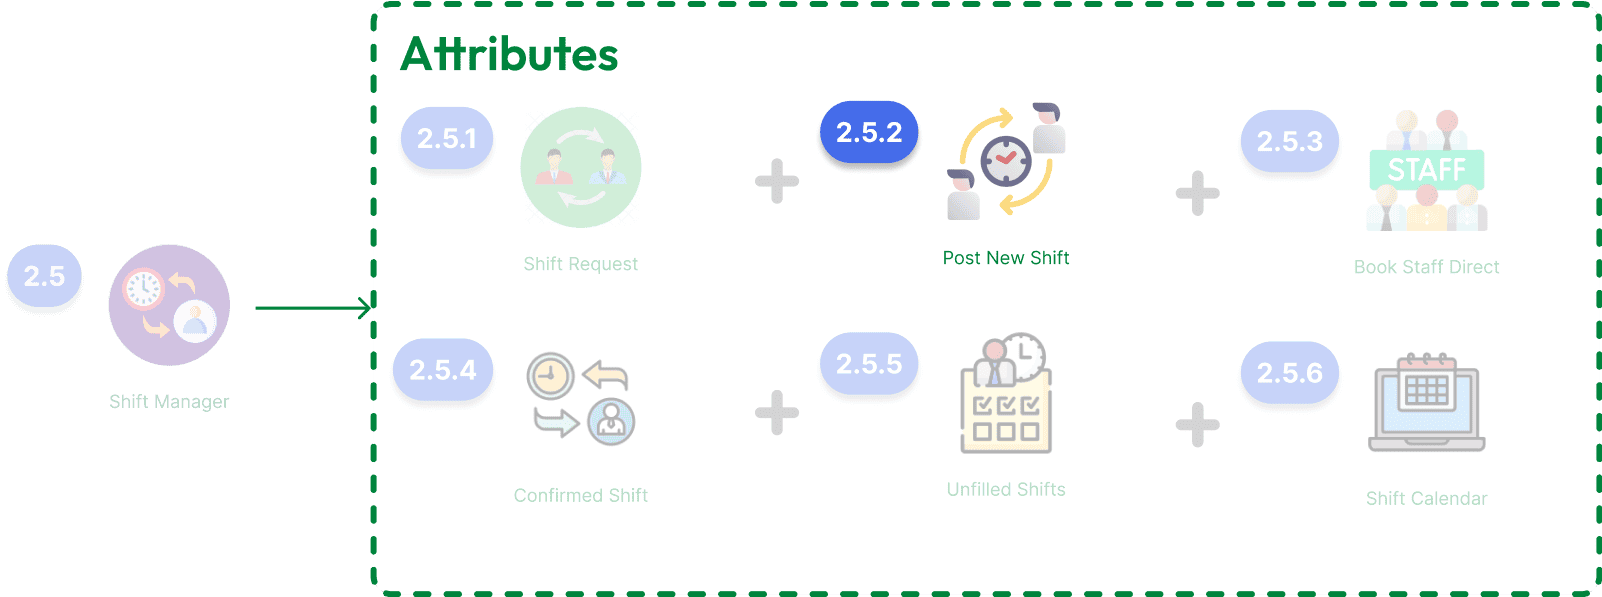 Attributes
2.5.1
Shift Request
2.5.2
Post New Shift
2.5.3
STAFF
Book Staff Direct
2.5
Shift Manager
2.5.4
Confirmed Shift
2.5.5
Unfilled Shifts
2.5.6
Shift Calendar